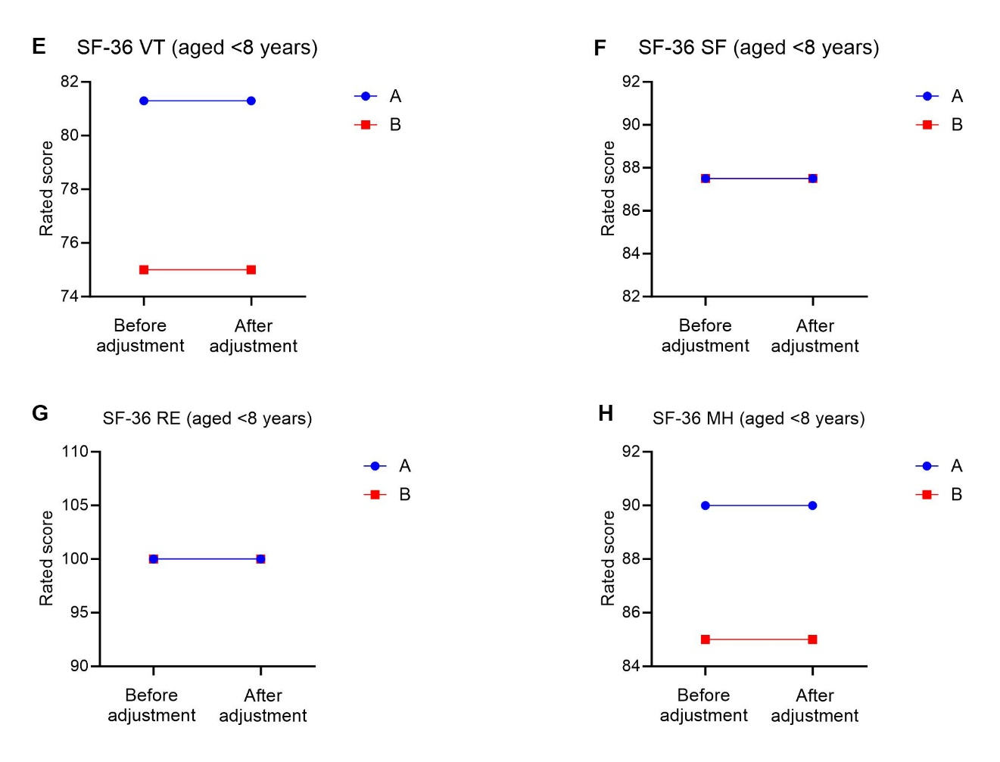 E SF-36 VT (aged <8 years)
82
80
78
76
74
Rated score
Before adjustment
After adjustment
A
B
F SF-36 SF (aged <8 years)
92
90
88
86
84
82
Rated score
Before adjustment
After adjustment
A
B
G SF-36 RE (aged <8 years)
110
105
100
95
90
Rated score
Before adjustment
After adjustment
A
B
H SF-36 MH (aged <8 years)
92
90
88
86
84
Rated score
Before adjustment
After adjustment
A
B